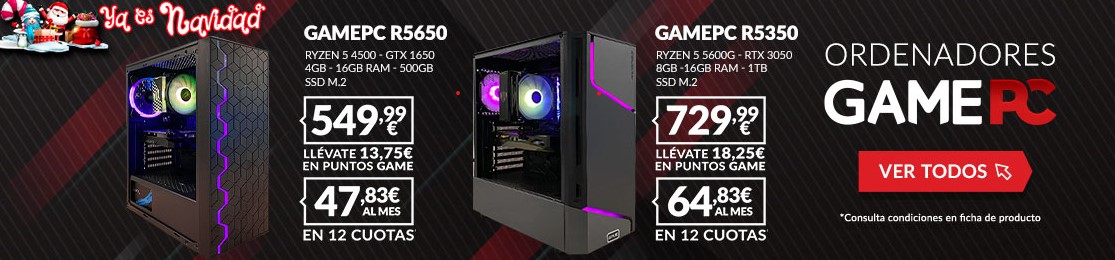 Ya es Navidad
GAMEPC R5650
RYZEN 5 4500 - GTX 1650
4GB - 16GB RAM - 500GB
SSD M.2
549,99€
LLÉVATE 13,75€
EN PUNTOS GAME
47,83€
AL MES
EN 12 CUOTAS*
GAMEPC R5350
RYZEN 5 5600G - RTX 3050
8GB -16GB RAM - 1TB
SSD M.2
729,99€
LLÉVATE 18,25€
EN PUNTOS GAME
64,83€
AL MES
EN 12 CUOTAS*
ORDENADORES
GAMEPC
VER TODOS
*Consulta condiciones en ficha de producto